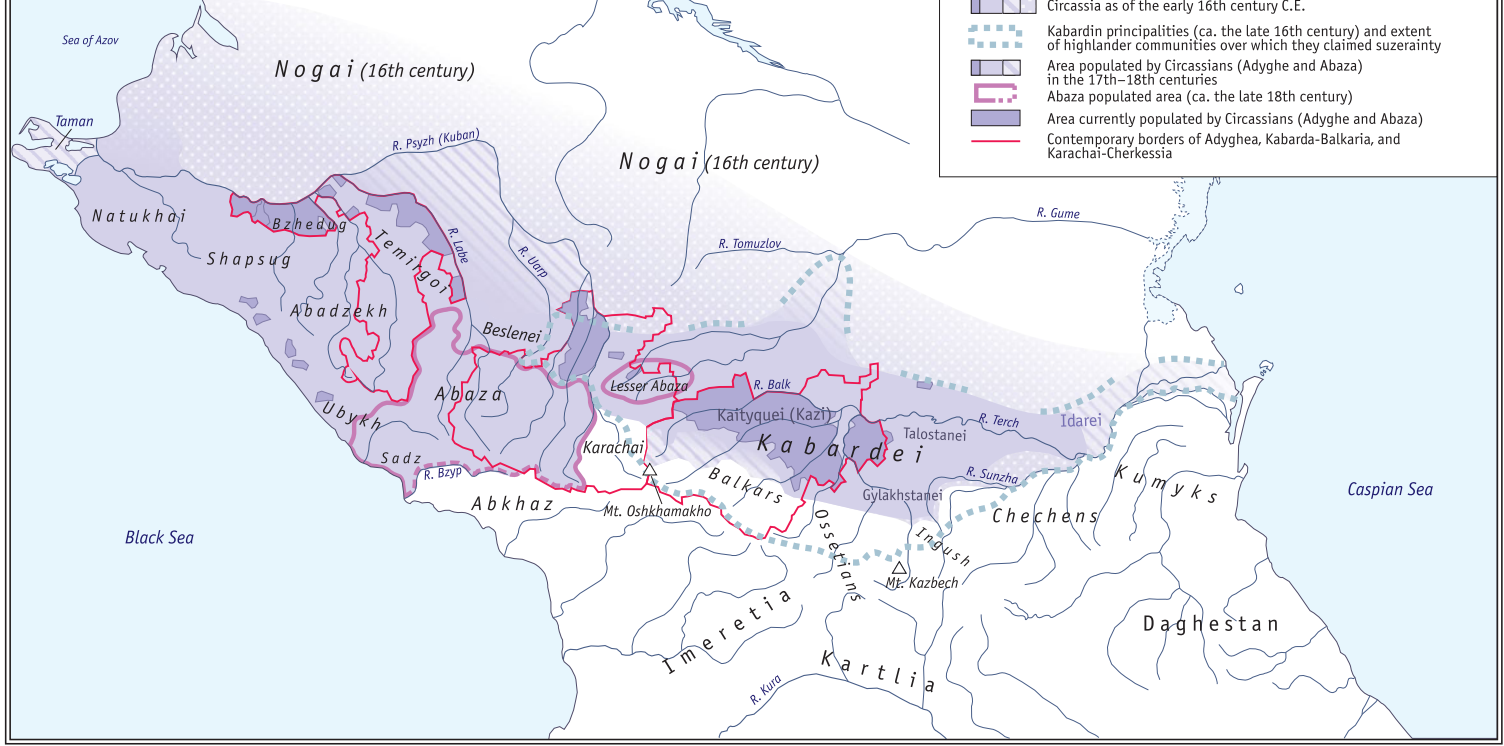 Circassia as of the early 16th century C.E.
Kabardin principalities (ca. the late 16th century) and extent
of highlander communities over which they claimed suzerainty
Area populated by Circassians (Adyghe and Abaza)
in the 17th–18th centuries
Abaza populated area (ca. the late 18th century)
Area currently populated by Circassians (Adyghe and Abaza)
Contemporary borders of Adyghea, Kabarda-Balkaria, and
Karachai-Cherkessia
Sea of Azov
Nogai (16th century)
Taman
R. Psyzh (Kuban)
Nogai (16th century)
Natukhai
Bzhedug
R. Gume
Shapsug
Temirgoi
R. Labe
R. Uarp
R. Tomuzlov
Abadzekh
Beslenei
Abaza
Lesser Abaza
R. Balk
Ubykh
Kaityquei (Kazi)
R. Terch
Idarei
Talostanei
Kabardei
Karachai
Sadz
R. Bzyp
Balkars
R. Sunzha
Kumyks
Gylakhstanei
Caspian Sea
Abkhaz
Mt. Oshkhamakho
Ossetians
Chechens
Ingush
Black Sea
Mt. Kazbech
Imeretia
Daghestan
Kartlia
R. Kura